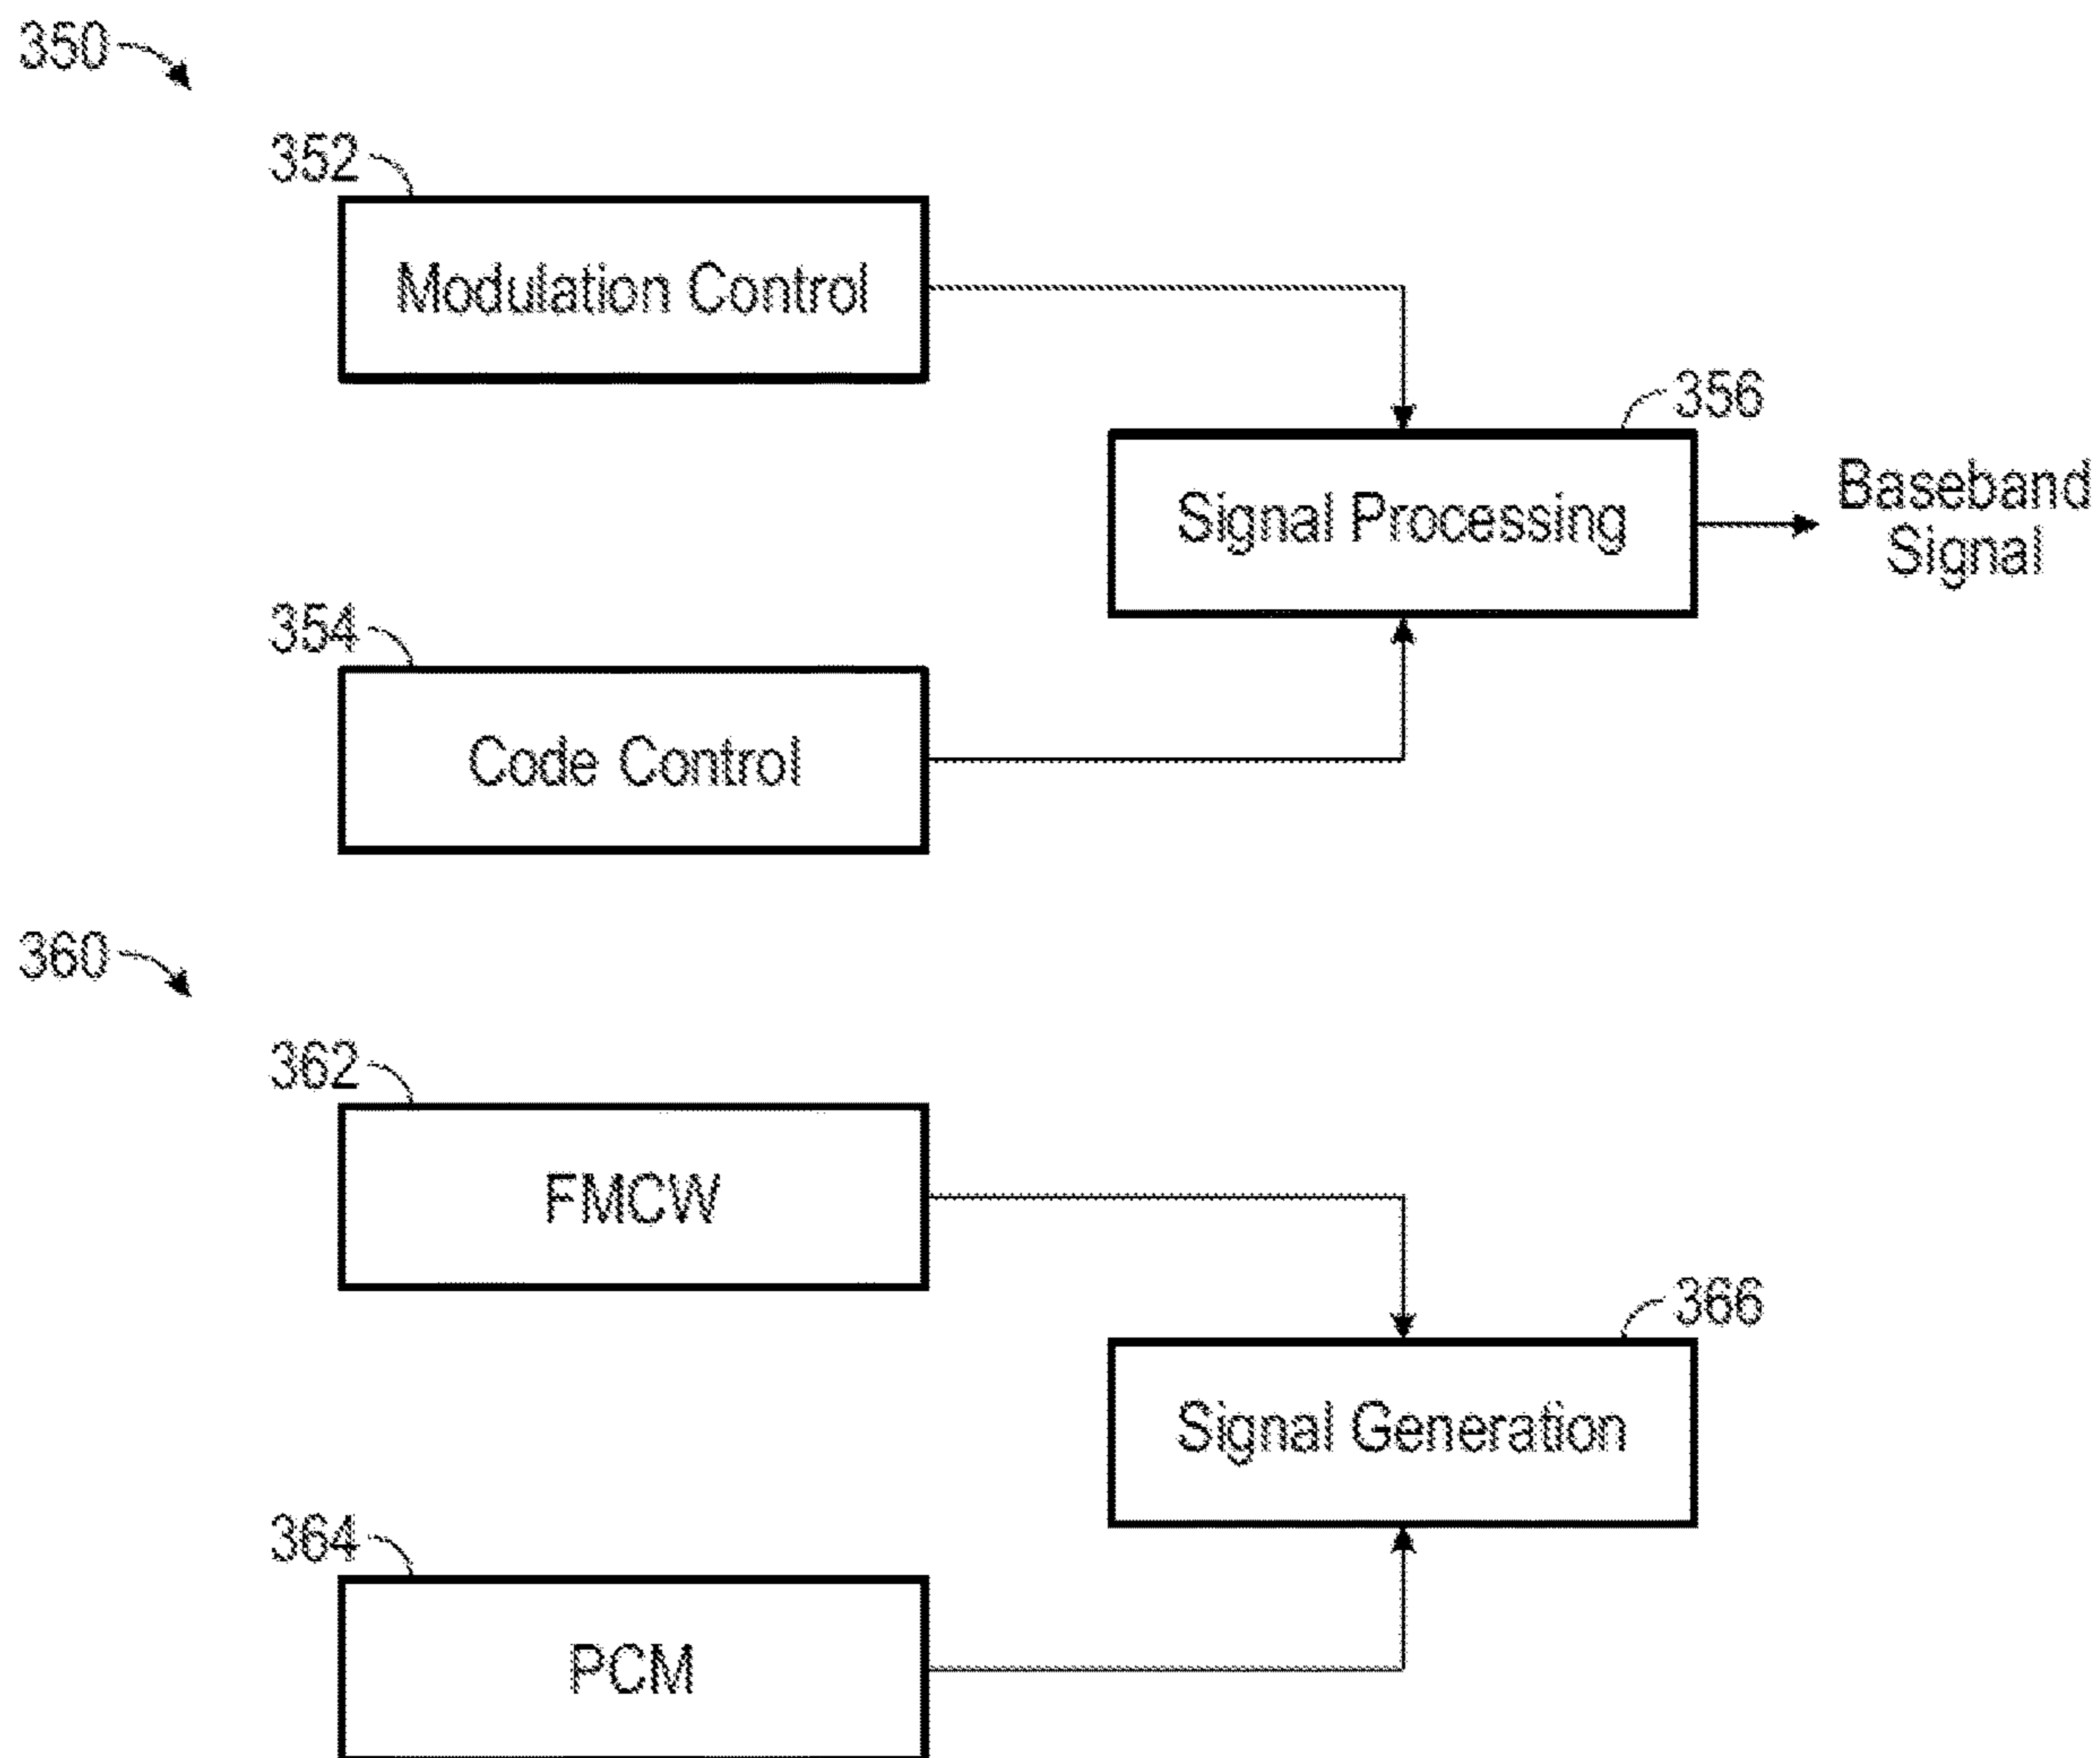 350
352
Modulation Control
356
Signal Processing
Baseband
Signal
354
Code Control
360
362
FMCW
366
Signal Generation
364
PCM